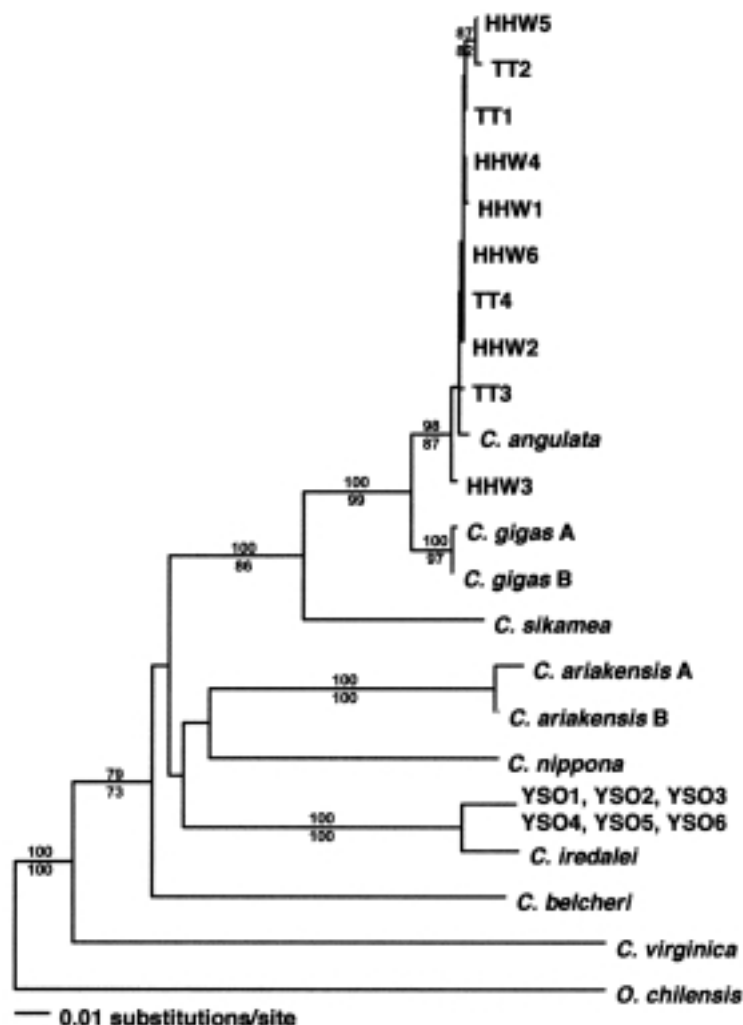 HHW5
87
TT2
TT1
HHW4
HHW1
HHW6
TT4
HHW2
TT3
98
87
C. angulata
HHW3
100
99
C. gigas A
100
97
C. gigas B
100
86
C. sikamea
C. ariakensis A
100
100
C. ariakensis B
C. nippona
YSO1, YSO2, YSO3
100
100
YSO4, YSO5, YSO6
C. iredalei
79
73
C. belcheri
100
100
C. virginica
O. chilensis
0.01 substitutions/site